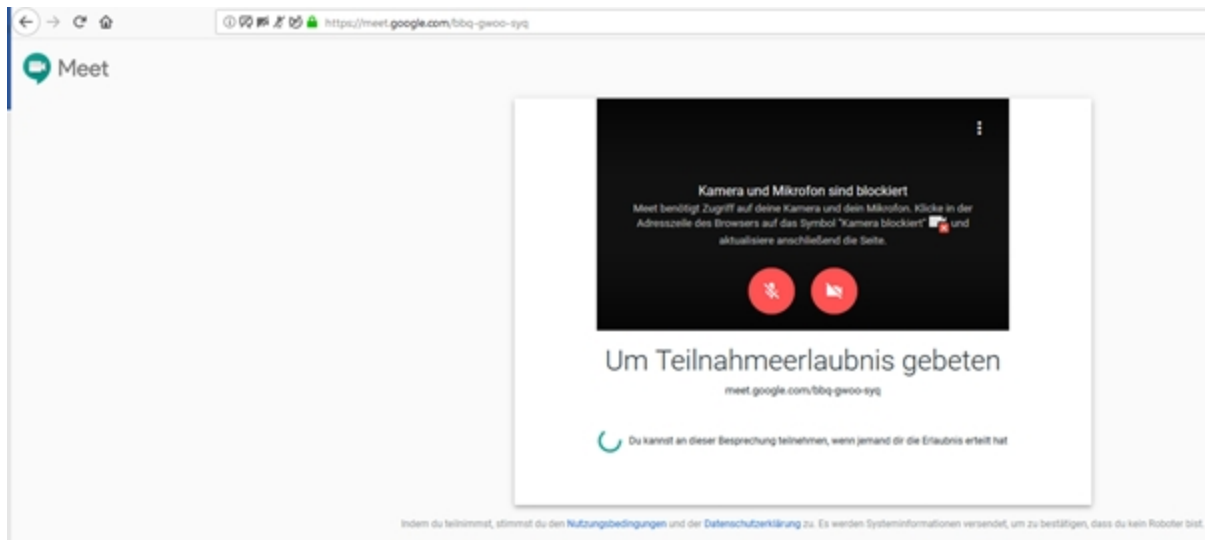 https://meet.google.com/bbq-gwoo-syq
Meet
Kamera und Mikrofon sind blockiert
Meet benötigt Zugriff auf deine Kamera und dein Mikrofon. Klicke in der
Adresszeile des Browsers auf das Symbol "Kamera blockiert" und
aktualisiere anschließend die Seite.
Um Teilnahmeerlaubnis gebeten
meet.google.com/bbq-gwoo-syq
Du kannst an dieser Besprechung teilnehmen, wenn jemand dir die Erlaubnis erteilt hat
Indem du teilnimmst, stimmst du den Nutzungsbedingungen und der Datenschutzerklärung zu. Es werden Systeminformationen versendet, um zu bestätigen, dass du kein Roboter bist.